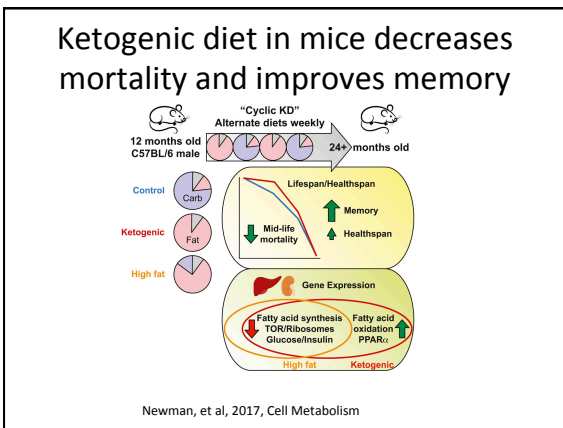 Ketogenic diet in mice decreases
mortality and improves memory
"Cyclic KD"
Alternate diets weekly
12 months old
C57BL/6 male
24+ months old
Control
Carb
Ketogenic
Fat
High fat
Lifespan/Healthspan
Memory
Mid-life
mortality
Healthspan
Gene Expression
Fatty acid synthesis
TOR/Ribosomes
Glucose/Insulin
Fatty acid
oxidation
PPARα
High fat
Ketogenic
Newman, et al, 2017, Cell Metabolism